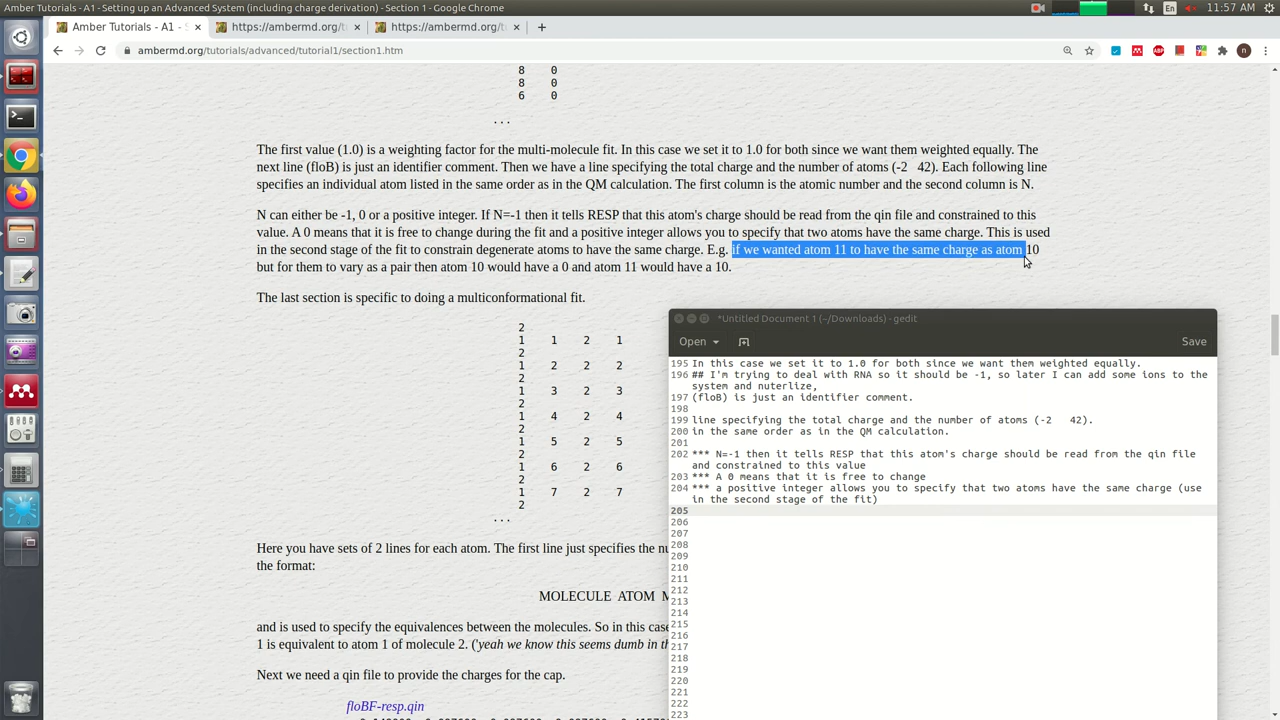 Amber Tutorials - A1 - Setting up an Advanced System (including charge derivation) - Section 1 - Google Chrome
En
11:57 AM
Amber Tutorials - A1 - S
https://ambermd.org/tutoria
https://ambermd.org/tutoria
ambermd.org/tutorials/advanced/tutorial1/section1.htm
8 0
8 0
6 0
...
The first value (1.0) is a weighting factor for the multi-molecule fit. In this case we set it to 1.0 for both since we want them weighted equally. The
next line (floB) is just an identifier comment. Then we have a line specifying the total charge and the number of atoms (-2 42). Each following line
specifies an individual atom listed in the same order as in the QM calculation. The first column is the atomic number and the second column is N.
N can either be -1, 0 or a positive integer. If N=-1 then it tells RESP that this atom's charge should be read from the qin file and constrained to this
value. A 0 means that it is free to change during the fit and a positive integer allows you to specify that two atoms have the same charge. This is used
in the second stage of the fit to constrain degenerate atoms to have the same charge. E.g. if we wanted atom 11 to have the same charge as atom 10
but for them to vary as a pair then atom 10 would have a 0 and atom 11 would have a 10.
The last section is specific to doing a multiconformational fit.
2
1 1 2 1
2
1 2 2 2
2
1 3 2 3
2
1 4 2 4
2
1 5 2 5
2
1 6 2 6
2
1 7 2 7
2
...
Here you have sets of 2 lines for each atom. The first line just specifies the nu
the format:
MOLECULE ATOM M
and is used to specify the equivalences between the molecules. So in this case
1 is equivalent to atom 1 of molecule 2. ('yeah we know this seems dumb in th
Next we need a qin file to provide the charges for the cap.
floBF-resp.qin
*Untitled Document 1 (~/Downloads) - gedit
Open
Save
195 In this case we set it to 1.0 for both since we want them weighted equally.
196 ## I'm trying to deal with RNA so it should be -1, so later I can add some ions to the
system and nuterlize,
197 (floB) is just an identifier comment.
198
199 line specifying the total charge and the number of atoms (-2 42).
200 in the same order as in the QM calculation.
201
202 *** N=-1 then it tells RESP that this atom's charge should be read from the qin file
and constrained to this value
203 *** A 0 means that it is free to change
204 *** a positive integer allows you to specify that two atoms have the same charge (use
in the second stage of the fit)
205
206
207
208
209
210
211
212
213
214
215
216
217
218
219
220
221
222
223